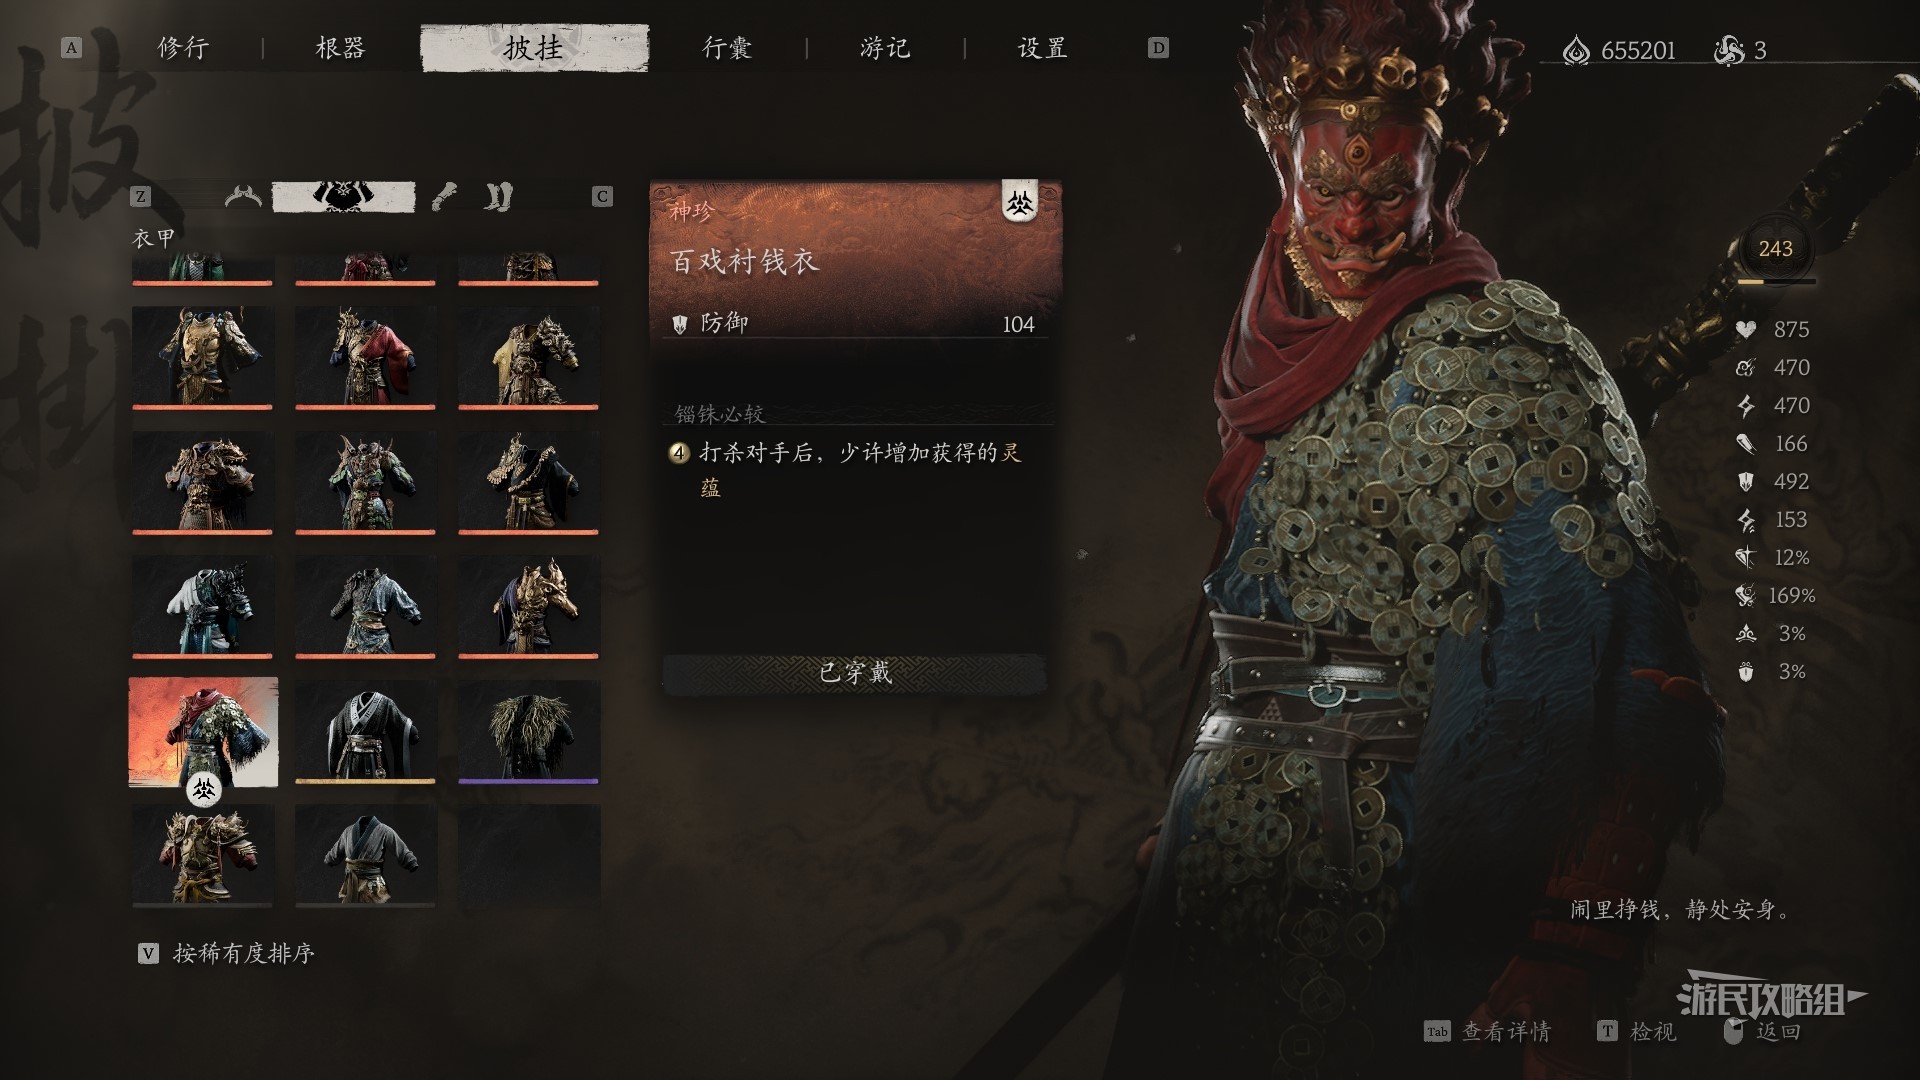 A 修行 | 根器 | 披挂 | 行囊 | 游记 | 设置 D
655201 3
披挂
Z C
衣甲
神珍
百戏衬钱衣
防御 104
锱铢必较
4 打杀对手后，少许增加获得的灵
蕴
已穿戴
243
875
470
470
166
492
153
12%
169%
3%
3%
闹里挣钱，静处安身。
V 按稀有度排序
游民攻略组
Tab 查看详情 T 检视 返回